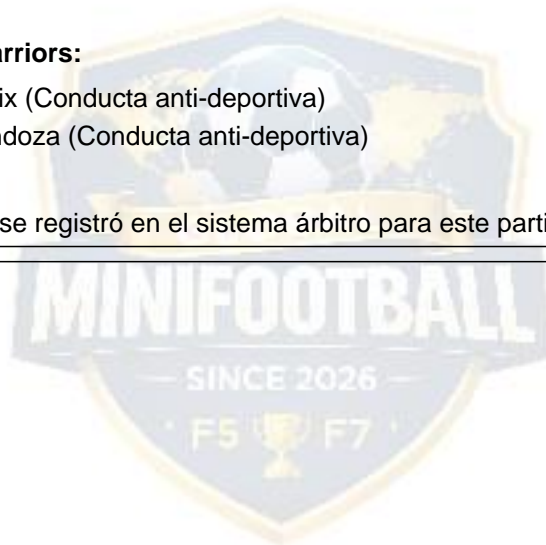 rriors:
ix (Conducta anti-deportiva)
doza (Conducta anti-deportiva)
se registró en el sistema árbitro para este parti
MINIFOOTBALL
SINCE 2026
F5 F7